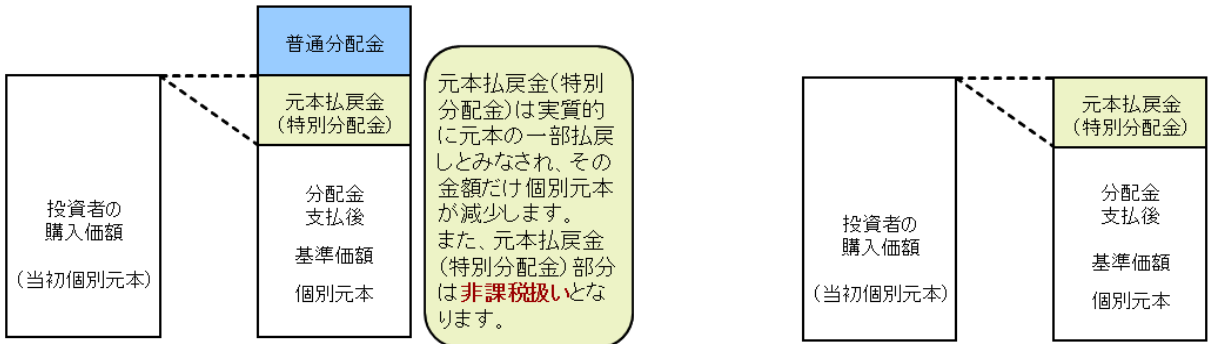 普通分配金
元本払戻金
(特別分配金)
投資者の
購入価額
(当初個別元本)
分配金
支払後
基準価額
個別元本
元本払戻金(特別
分配金)は実質的
に元本の一部払戻
しとみなされ、その
金額だけ個別元本
が減少します。
また、元本払戻金
(特別分配金)部分
は非課税扱いとな
ります。
投資者の
購入価額
(当初個別元本)
元本払戻金
(特別分配金)
分配金
支払後
基準価額
個別元本